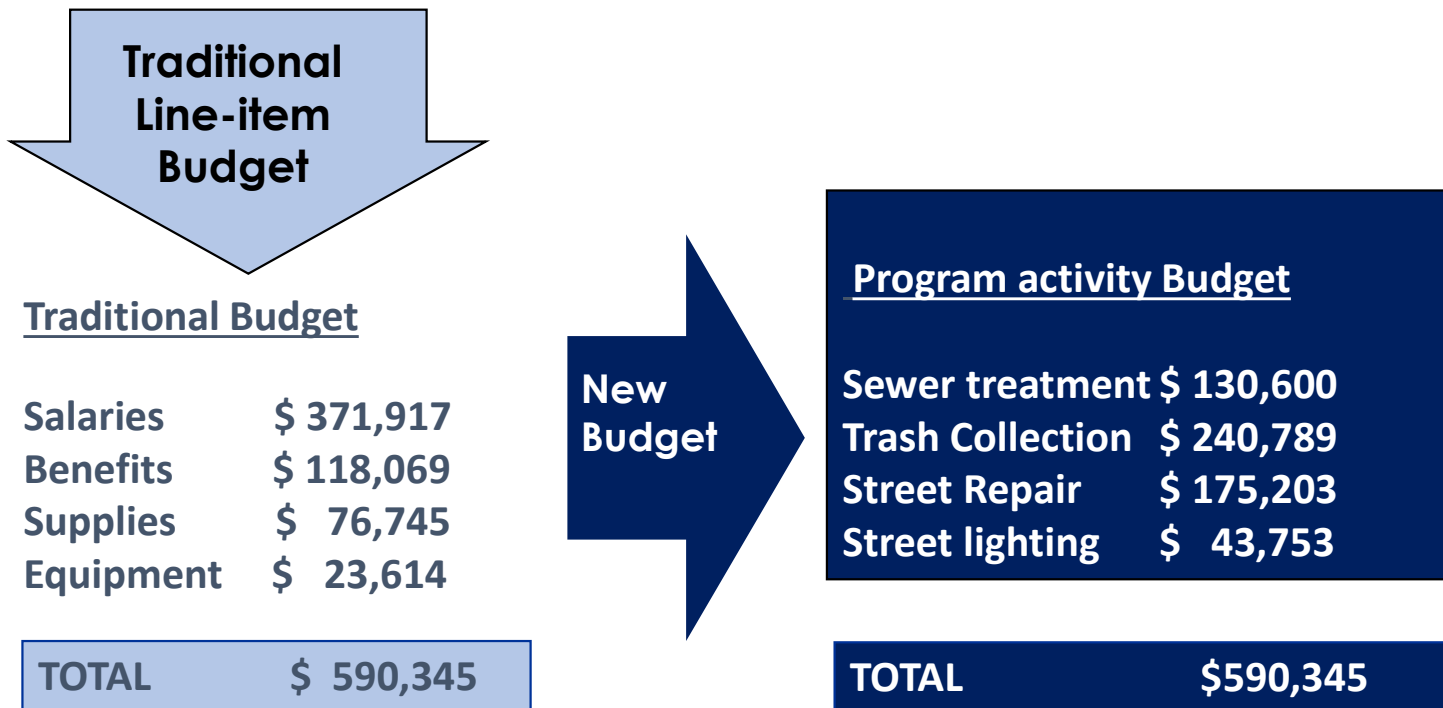 Traditional
Line-item
Budget
Traditional Budget
Salaries $ 371,917
Benefits $ 118,069
Supplies $ 76,745
Equipment $ 23,614
TOTAL $ 590,345
New
Budget
Program activity Budget
Sewer treatment $ 130,600
Trash Collection $ 240,789
Street Repair $ 175,203
Street lighting $ 43,753
TOTAL $590,345